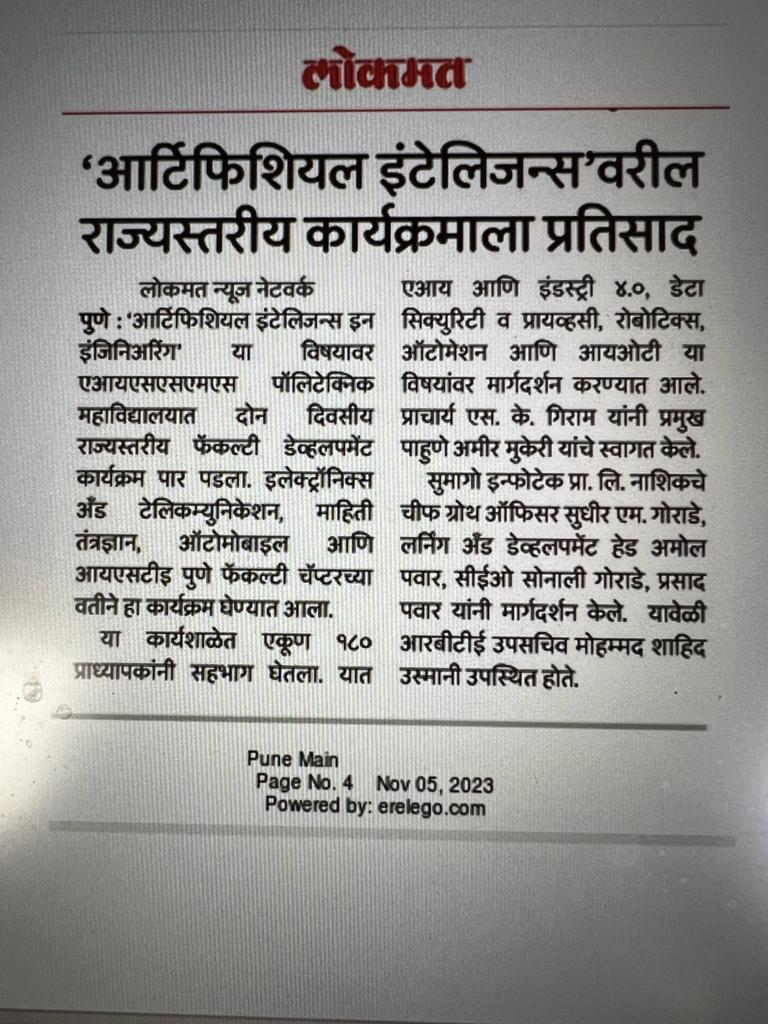 लोकमत
‘आर्टिफिशियल इंटेलिजन्स’वरील
राज्यस्तरीय कार्यक्रमाला प्रतिसाद
लोकमत न्यूज नेटवर्क
पुणे : ‘आर्टिफिशियल इंटेलिजन्स इन
इंजिनिअरिंग’ या विषयावर
एआयएसएसएमएस पॉलिटेक्निक
महाविद्यालयात दोन दिवसीय
राज्यस्तरीय फॅकल्टी डेव्हलपमेंट
कार्यक्रम पार पडला. इलेक्ट्रॉनिक्स
अँड टेलिकम्युनिकेशन, माहिती
तंत्रज्ञान, ऑटोमोबाइल आणि
आयएसटीइ पुणे फॅकल्टी चॅप्टरच्या
वतीने हा कार्यक्रम घेण्यात आला.
या कार्यशाळेत एकूण १८०
प्राध्यापकांनी सहभाग घेतला. यात
एआय आणि इंडस्ट्री ४.०, डेटा
सिक्युरिटी व प्रायव्हसी, रोबोटिक्स,
ऑटोमेशन आणि आयओटी या
विषयांवर मार्गदर्शन करण्यात आले.
प्राचार्य एस. के. गिराम यांनी प्रमुख
पाहुणे अमीर मुकेरी यांचे स्वागत केले.
सुमागो इन्फोटेक प्रा. लि. नाशिकचे
चीफ ग्रोथ ऑफिसर सुधीर एम. गोराडे,
लर्निंग अँड डेव्हलपमेंट हेड अमोल
पवार, सीईओ सोनाली गोराडे, प्रसाद
पवार यांनी मार्गदर्शन केले. यावेळी
आरबीटीई उपसचिव मोहम्मद शाहिद
उस्मानी उपस्थित होते.
Pune Main
Page No. 4 Nov 05, 2023
Powered by: erelego.com